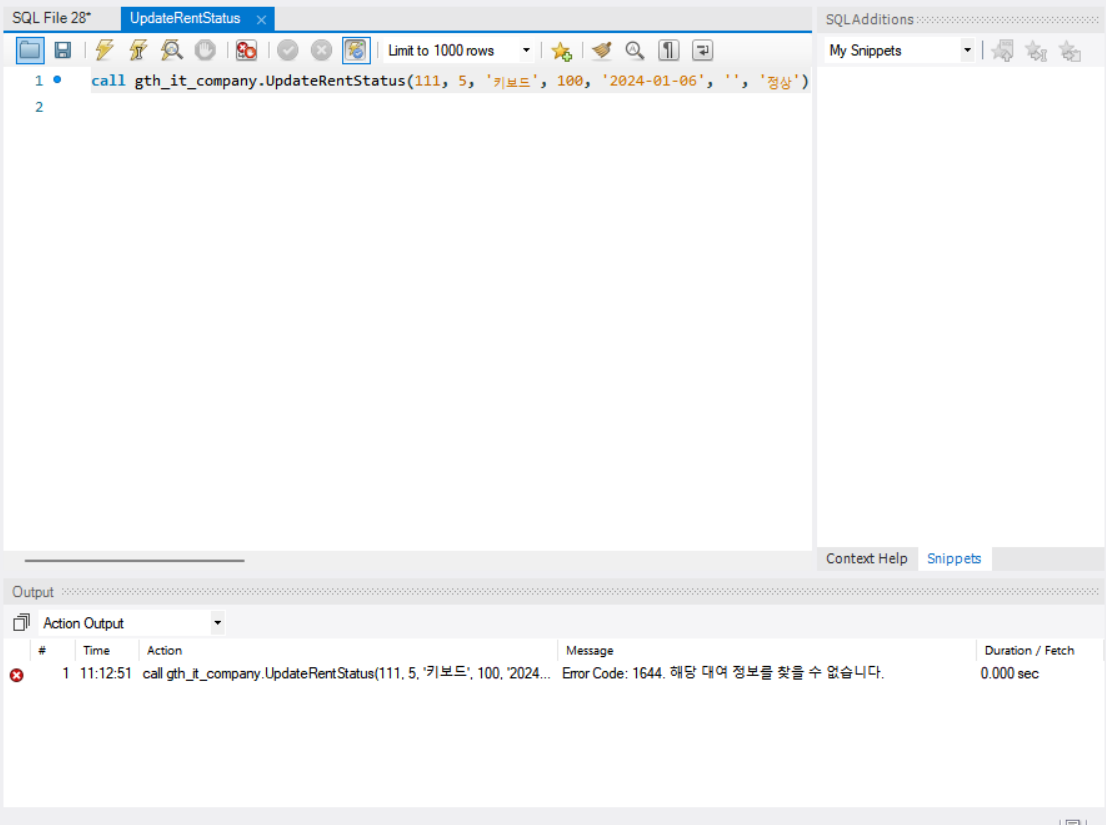 SQL File 28* UpdateRentStatus
SQLAdditions
Limit to 1000 rows
My Snippets
1 call gth_it_company.UpdateRentStatus(111, 5, '키보드', 100, '2024-01-06', '', '정상')
2
Context Help Snippets
Output
Action Output
# Time Action Message Duration / Fetch
1 11:12:51 call gth_it_company.UpdateRentStatus(111, 5, '키보드', 100, '2024... Error Code: 1644. 해당 대여 정보를 찾을 수 없습니다. 0.000 sec